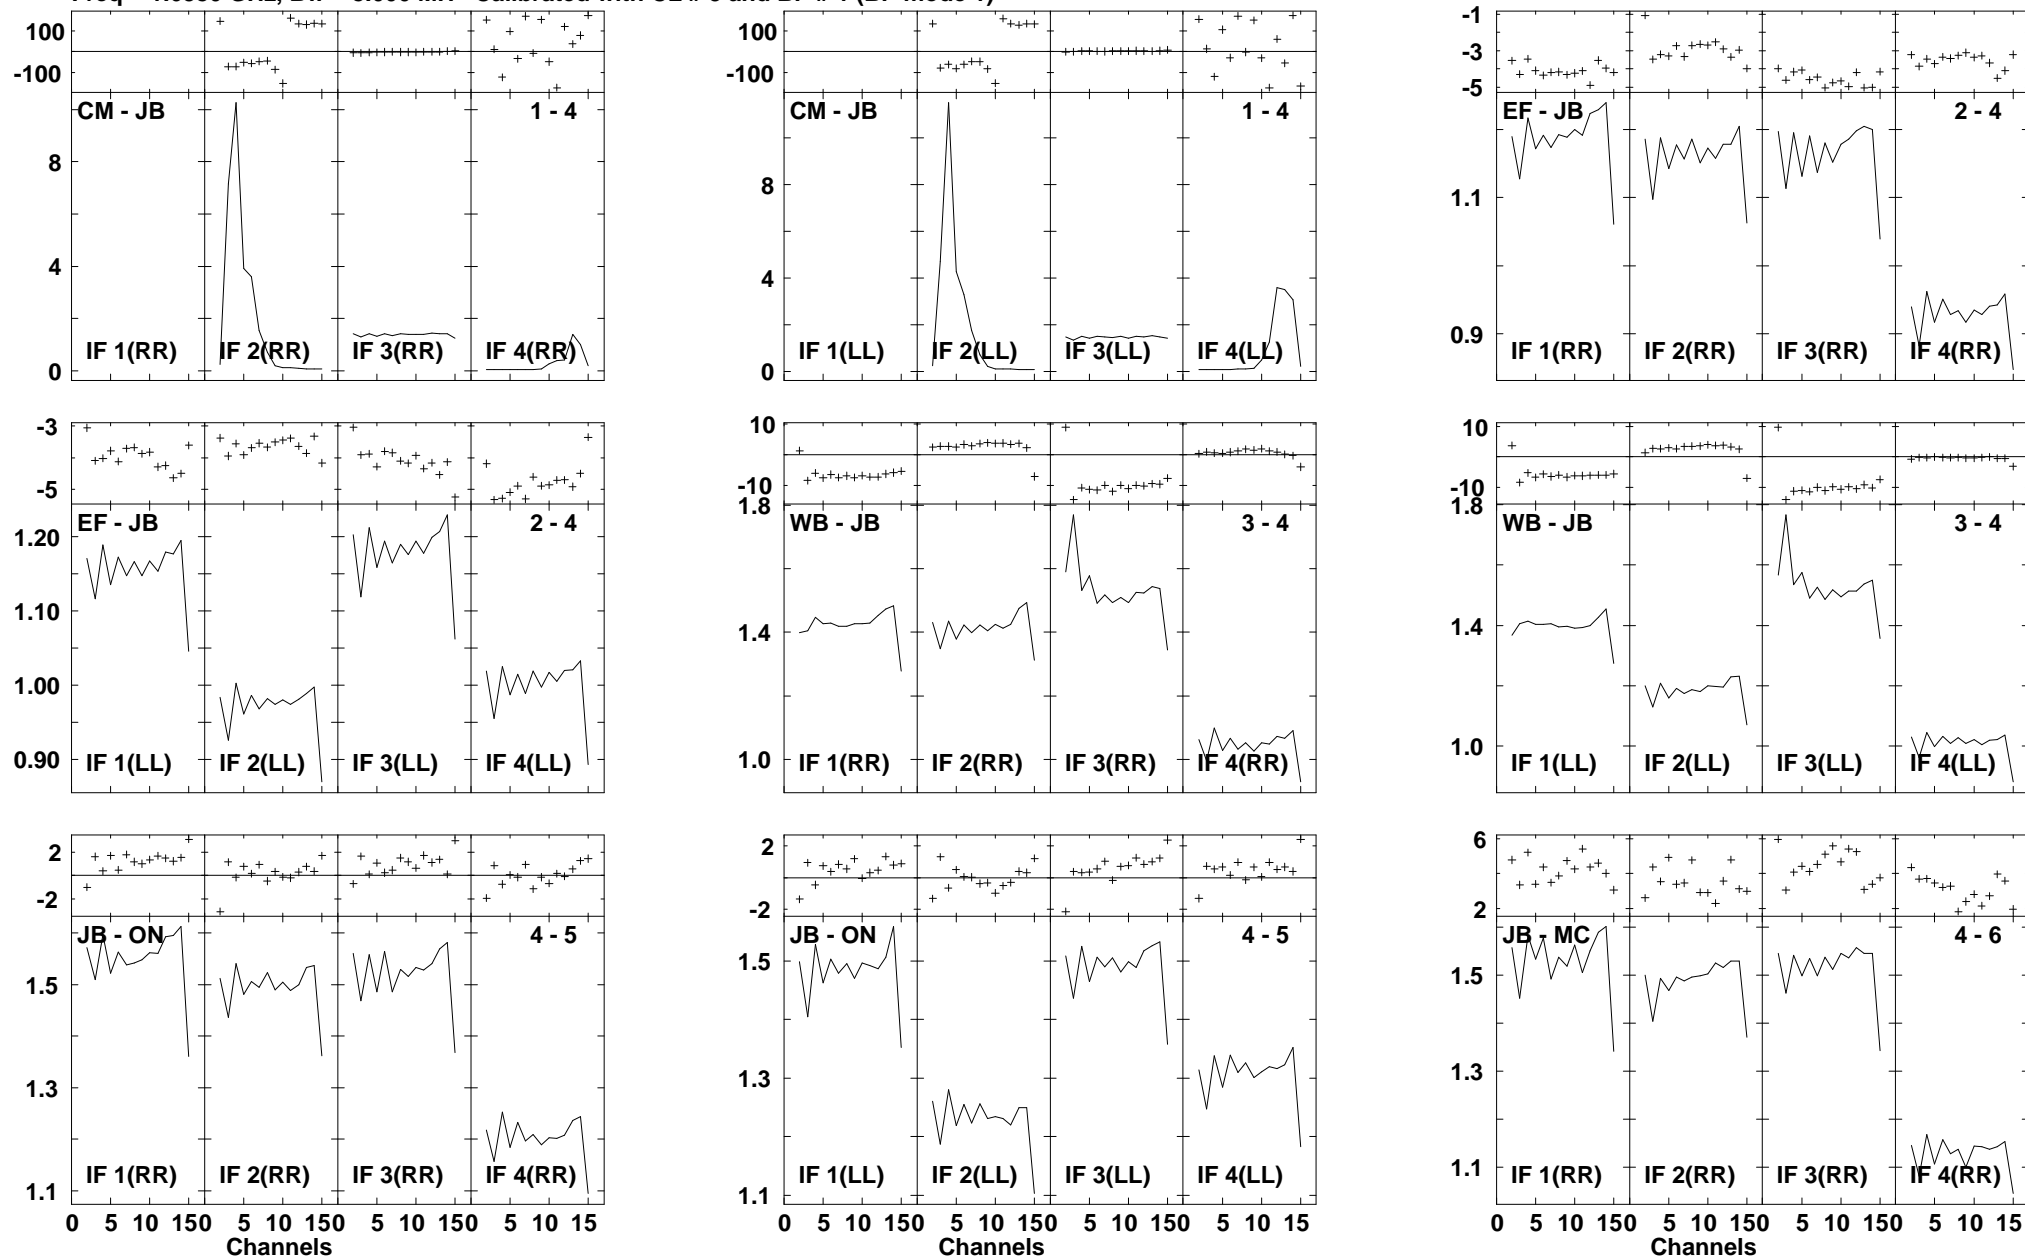 100
-100
CM - JB
1 - 4
8
4
0
IF 1(RR)
IF 2(RR)
IF 3(RR)
IF 4(RR)
100
-100
CM - JB
1 - 4
8
4
0
IF 1(LL)
IF 2(LL)
IF 3(LL)
IF 4(LL)
-1
-3
-5
EF - JB
2 - 4
1.1
0.9
IF 1(RR)
IF 2(RR)
IF 3(RR)
IF 4(RR)
-3
-5
EF - JB
2 - 4
1.20
1.10
1.00
0.90
IF 1(LL)
IF 2(LL)
IF 3(LL)
IF 4(LL)
10
-10
1.8
WB - JB
3 - 4
1.4
1.0
IF 1(RR)
IF 2(RR)
IF 3(RR)
IF 4(RR)
10
-10
1.8
WB - JB
3 - 4
1.4
1.0
IF 1(LL)
IF 2(LL)
IF 3(LL)
IF 4(LL)
2
-2
JB - ON
4 - 5
1.5
1.3
1.1
IF 1(RR)
IF 2(RR)
IF 3(RR)
IF 4(RR)
0 5 10 150 5 10 150 5 10 150 5 10 15
Channels
2
-2
JB - ON
4 - 5
1.5
1.3
1.1
IF 1(LL)
IF 2(LL)
IF 3(LL)
IF 4(LL)
0 5 10 150 5 10 150 5 10 150 5 10 15
Channels
6
2
JB - MC
4 - 6
1.5
1.3
1.1
IF 1(RR)
IF 2(RR)
IF 3(RR)
IF 4(RR)
0 5 10 150 5 10 150 5 10 150 5 10 15
Channels